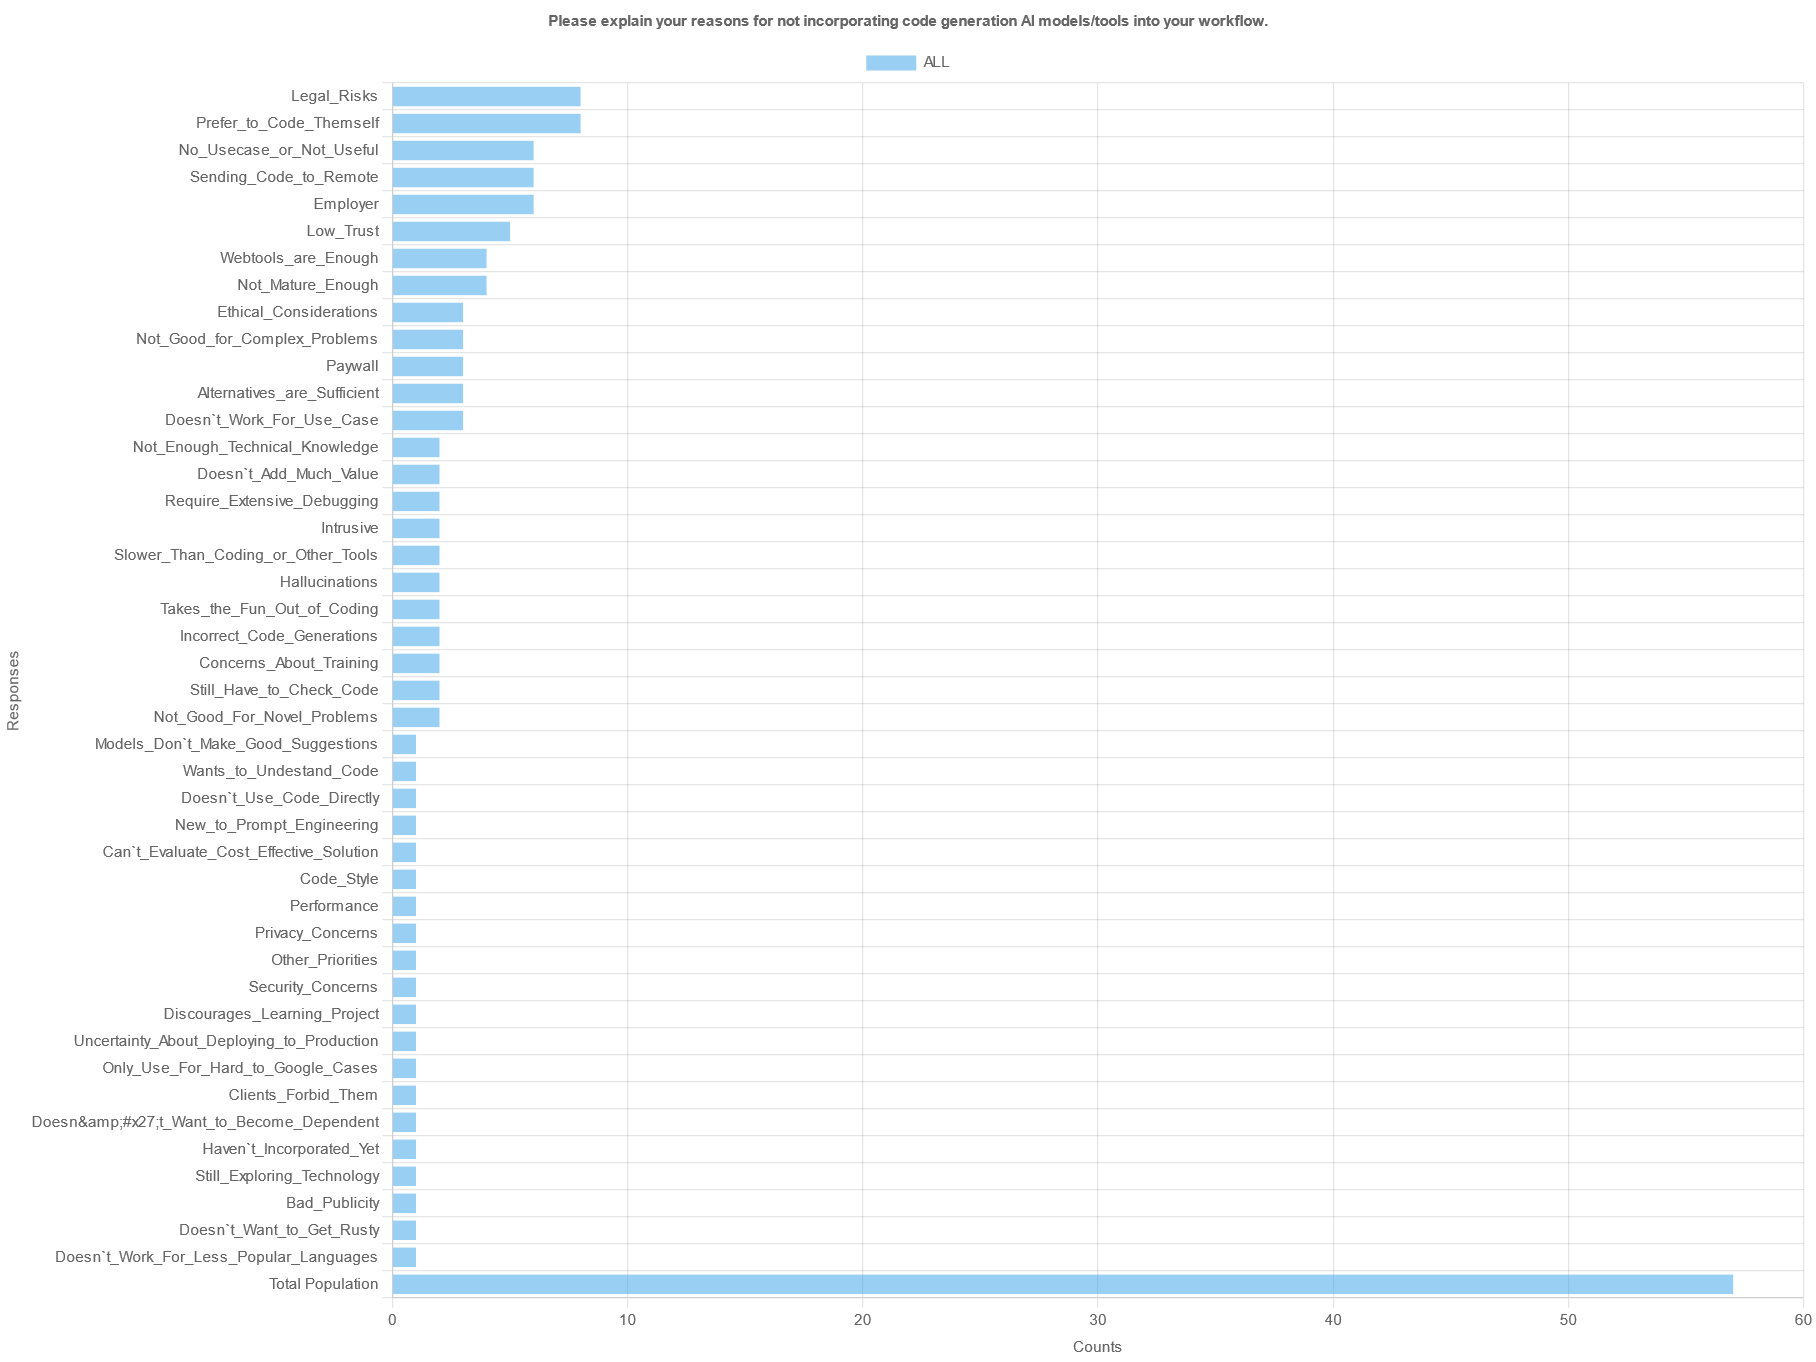 Please explain your reasons for not incorporating code generation AI models/tools into your workflow.
ALL
Legal_Risks
Prefer_to_Code_Themself
No_Usecase_or_Not_Useful
Sending_Code_to_Remote
Employer
Low_Trust
Webtools_are_Enough
Not_Mature_Enough
Ethical_Considerations
Not_Good_for_Complex_Problems
Paywall
Alternatives_are_Sufficient
Doesn`t_Work_For_Use_Case
Not_Enough_Technical_Knowledge
Doesn`t_Add_Much_Value
Require_Extensive_Debugging
Intrusive
Slower_Than_Coding_or_Other_Tools
Hallucinations
Takes_the_Fun_Out_of_Coding
Incorrect_Code_Generations
Concerns_About_Training
Still_Have_to_Check_Code
Not_Good_For_Novel_Problems
Models_Don`t_Make_Good_Suggestions
Wants_to_Undestand_Code
Doesn`t_Use_Code_Directly
New_to_Prompt_Engineering
Can`t_Evaluate_Cost_Effective_Solution
Code_Style
Performance
Privacy_Concerns
Other_Priorities
Security_Concerns
Discourages_Learning_Project
Uncertainty_About_Deploying_to_Production
Only_Use_For_Hard_to_Google_Cases
Clients_Forbid_Them
Doesn&amp;#x27;t_Want_to_Become_Dependent
Haven`t_Incorporated_Yet
Still_Exploring_Technology
Bad_Publicity
Doesn`t_Want_to_Get_Rusty
Doesn`t_Work_For_Less_Popular_Languages
Total Population
Responses
0 10 20 30 40 50 60
Counts